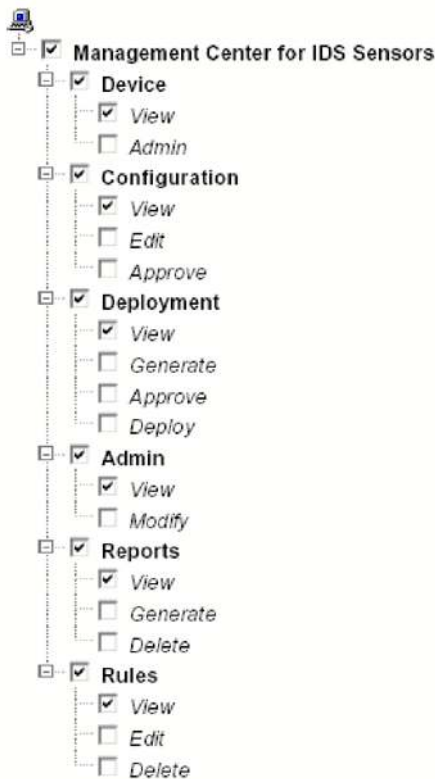 Management Center for IDS Sensors
Device
View
Admin
Configuration
View
Edit
Approve
Deployment
View
Generate
Approve
Deploy
Admin
View
Modify
Reports
View
Generate
Delete
Rules
View
Edit
Delete